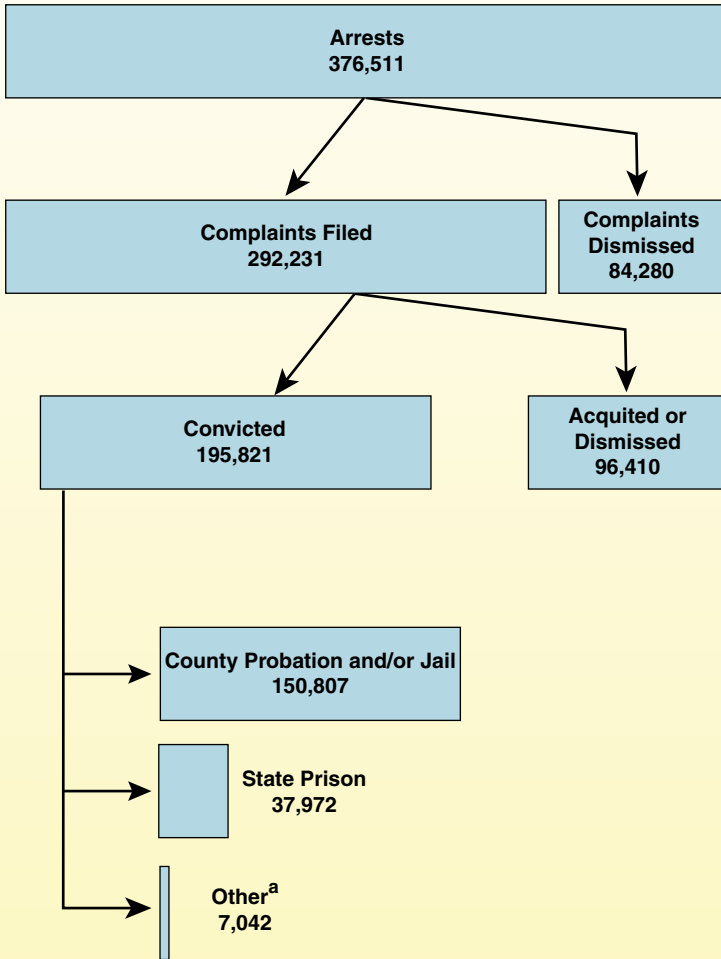 Arrests
376,511
Complaints Filed
292,231
Complaints
Dismissed
84,280
Convicted
195,821
Acquited or
Dismissed
96,410
County Probation and/or Jail
150,807
State Prison
37,972
Otherᵃ
7,042